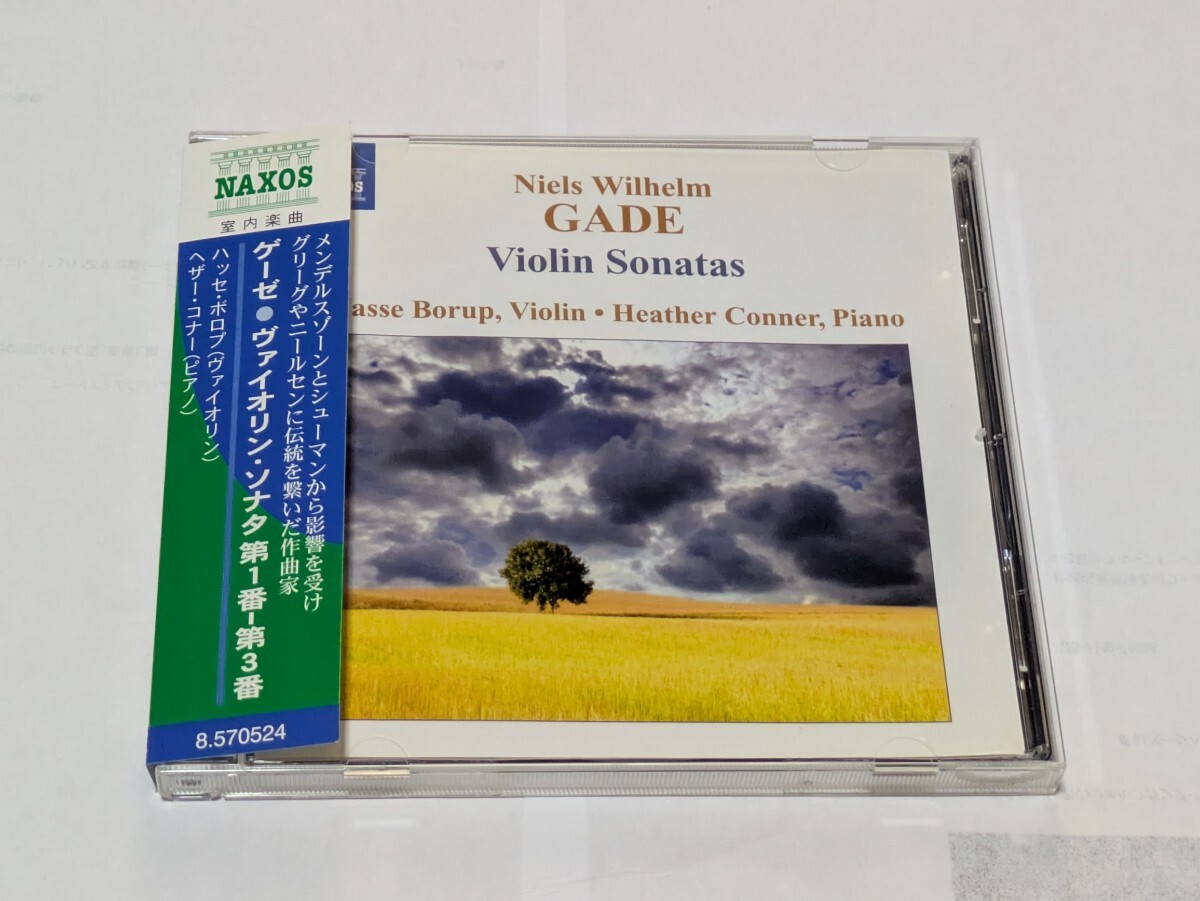 NAXOS
室内楽曲
メンデルスゾーンとシューマンから影響を受け
グリーグやニールセンに伝統を繋いだ作曲家
ゲーゼ●ヴァイオリン・ソナタ 第1番-第3番
ハッセ・ボロプ(ヴァイオリン)
ヘザー・コナー(ピアノ)
8.570524
OS
Niels Wilhelm
GADE
Violin Sonatas
asse Borup, Violin • Heather Conner, Piano